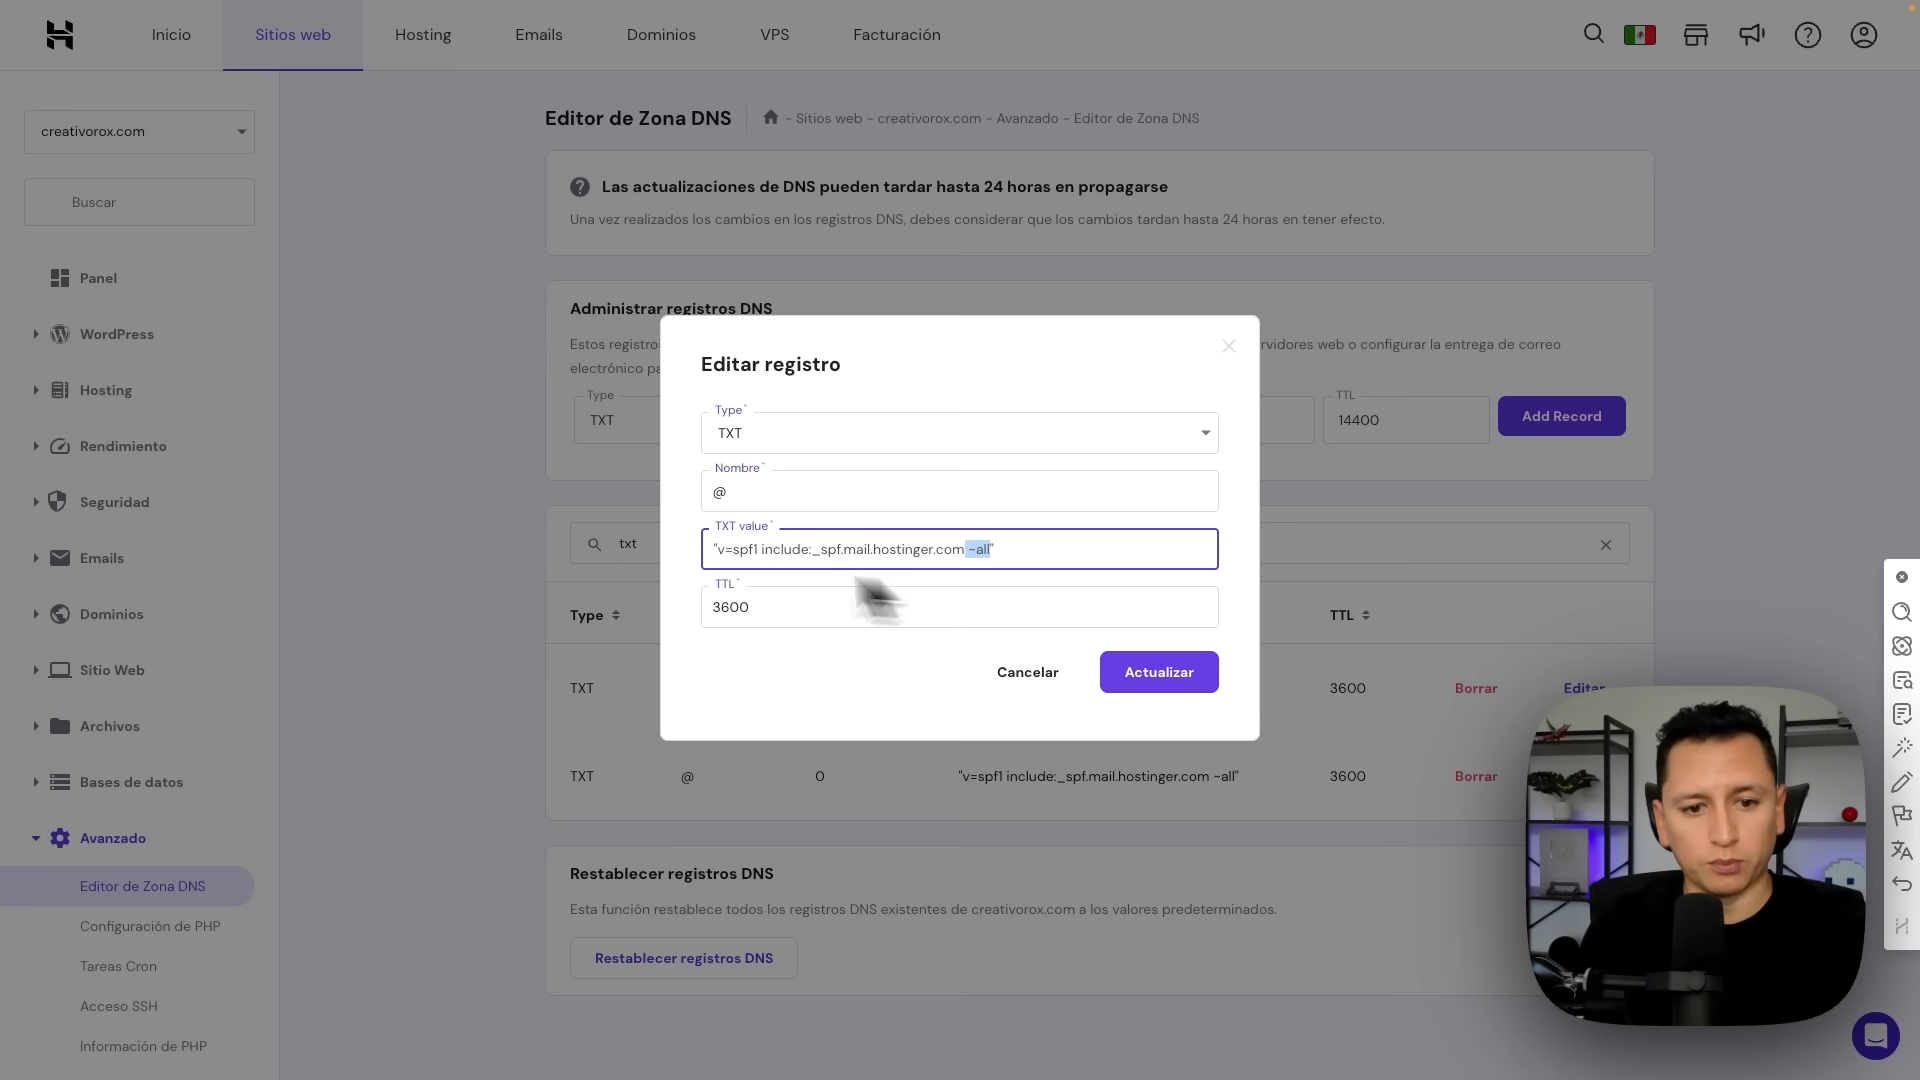 Inicio
Sitios web
Hosting
Emails
Dominios
VPS
Facturación
creativorox.com
Buscar
Panel
WordPress
Hosting
Rendimiento
Seguridad
Emails
Dominios
Sitio Web
Archivos
Bases de datos
Avanzado
Editor de Zona DNS
Configuración de PHP
Tareas Cron
Acceso SSH
Información de PHP
Editor de Zona DNS
- Sitios web - creativorox.com - Avanzado - Editor de Zona DNS
Las actualizaciones de DNS pueden tardar hasta 24 horas en propagarse
Una vez realizados los cambios en los registros DNS, debes considerar que los cambios tardan hasta 24 horas en tener efecto.
Administrar registros DNS
Estos registro
rvidores web o configurar la entrega de correo
electrónico pa
Type
TXT
TTL
14400
Add Record
txt
Editar registro
Type*
TXT
Nombre*
@
TXT value*
"v=spf1 include:_spf.mail.hostinger.com ~all"
TTL*
3600
Cancelar
Actualizar
Type
TTL
TXT
3600
Borrar
Editar
TXT
@
0
"v=spf1 include:_spf.mail.hostinger.com ~all"
3600
Borrar
Restablecer registros DNS
Esta función restablece todos los registros DNS existentes de creativorox.com a los valores predeterminados.
Restablecer registros DNS